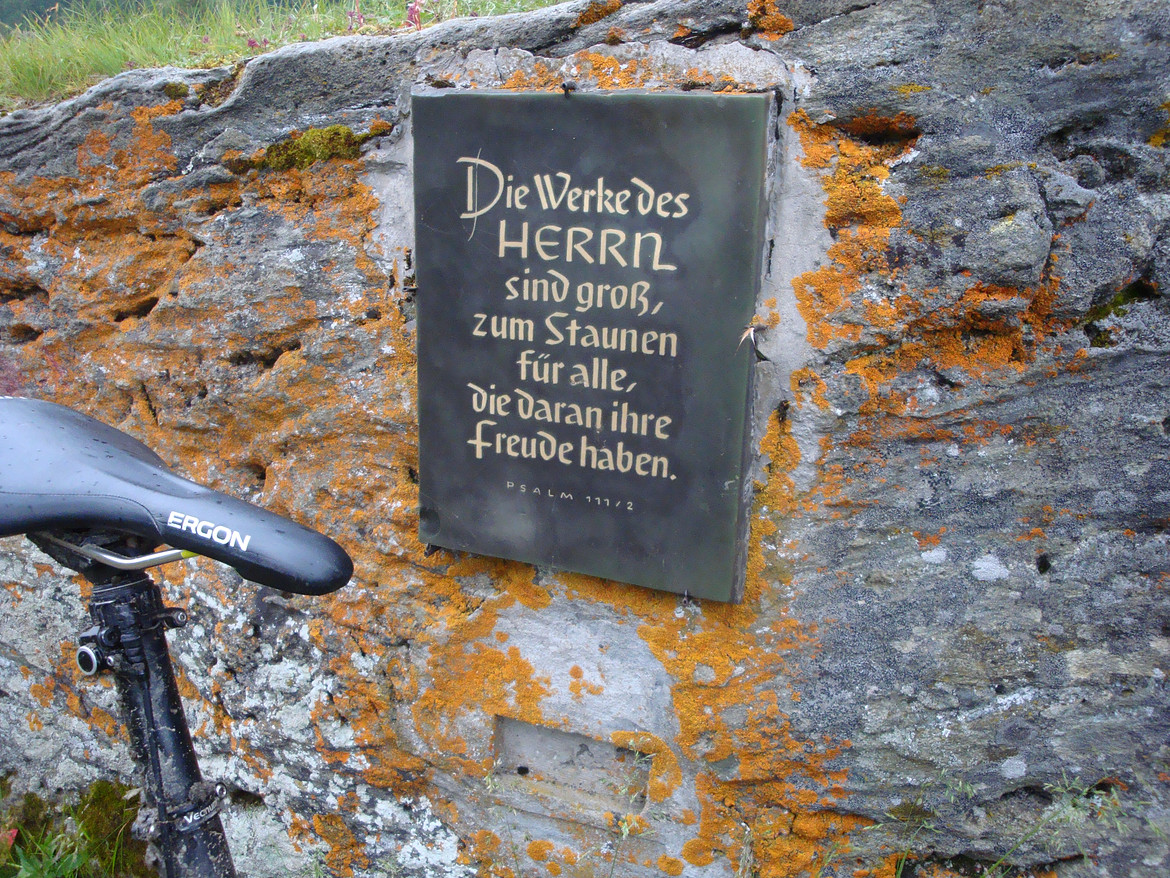 Die Werke des
HERRN
sind groß,
zum Staunen
für alle,
die daran ihre
Freude haben.
PSALM 111/2
ERGON